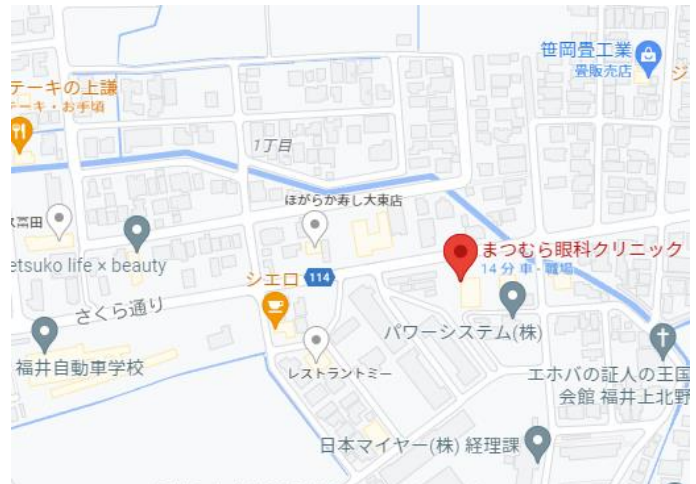 笹岡畳工業
畳販売店
ジ
テーキの上謙
テーキ・お手頃
1丁目
ほがらか寿し大東店
田
etsuko life × beauty
まつむら眼科クリニック
14 分 車・職場
シエロ
114
さくら通り
パワーシステム(株)
福井自動車学校
レストラントミー
エホバの証人の王国
会館 福井上北野
日本マイヤー(株) 経理課